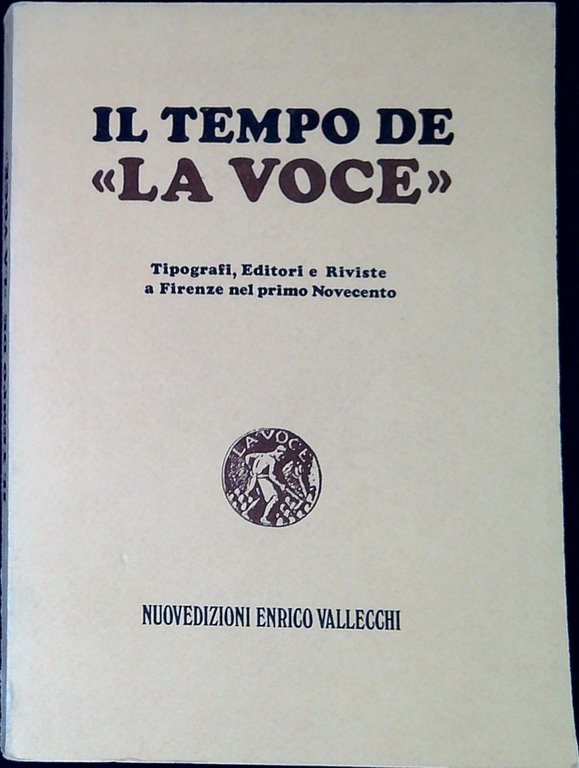 IL TEMPO DE
«LA VOCE»
Tipografi, Editori e Riviste
a Firenze nel primo Novecento
LA VOCE
NUOVEDIZIONI ENRICO VALLECCHI